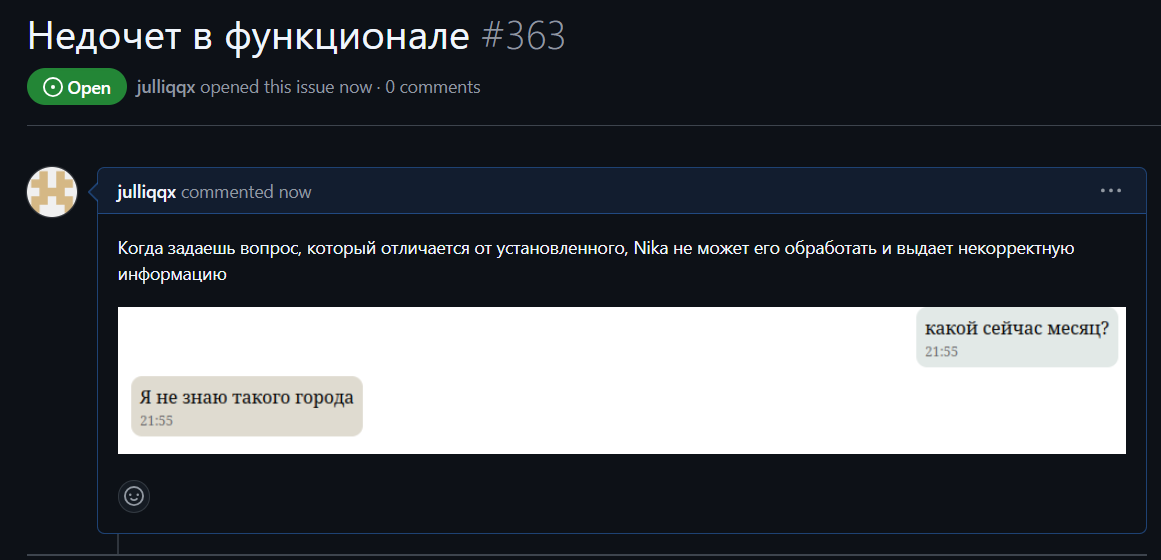 Недочет в функционале #363
Open julliqqx opened this issue now · 0 comments
julliqqx commented now
Когда задаешь вопрос, который отличается от установленного, Nika не может его обработать и выдает некорректную
информацию
какой сейчас месяц?
21:55
Я не знаю такого города
21:55